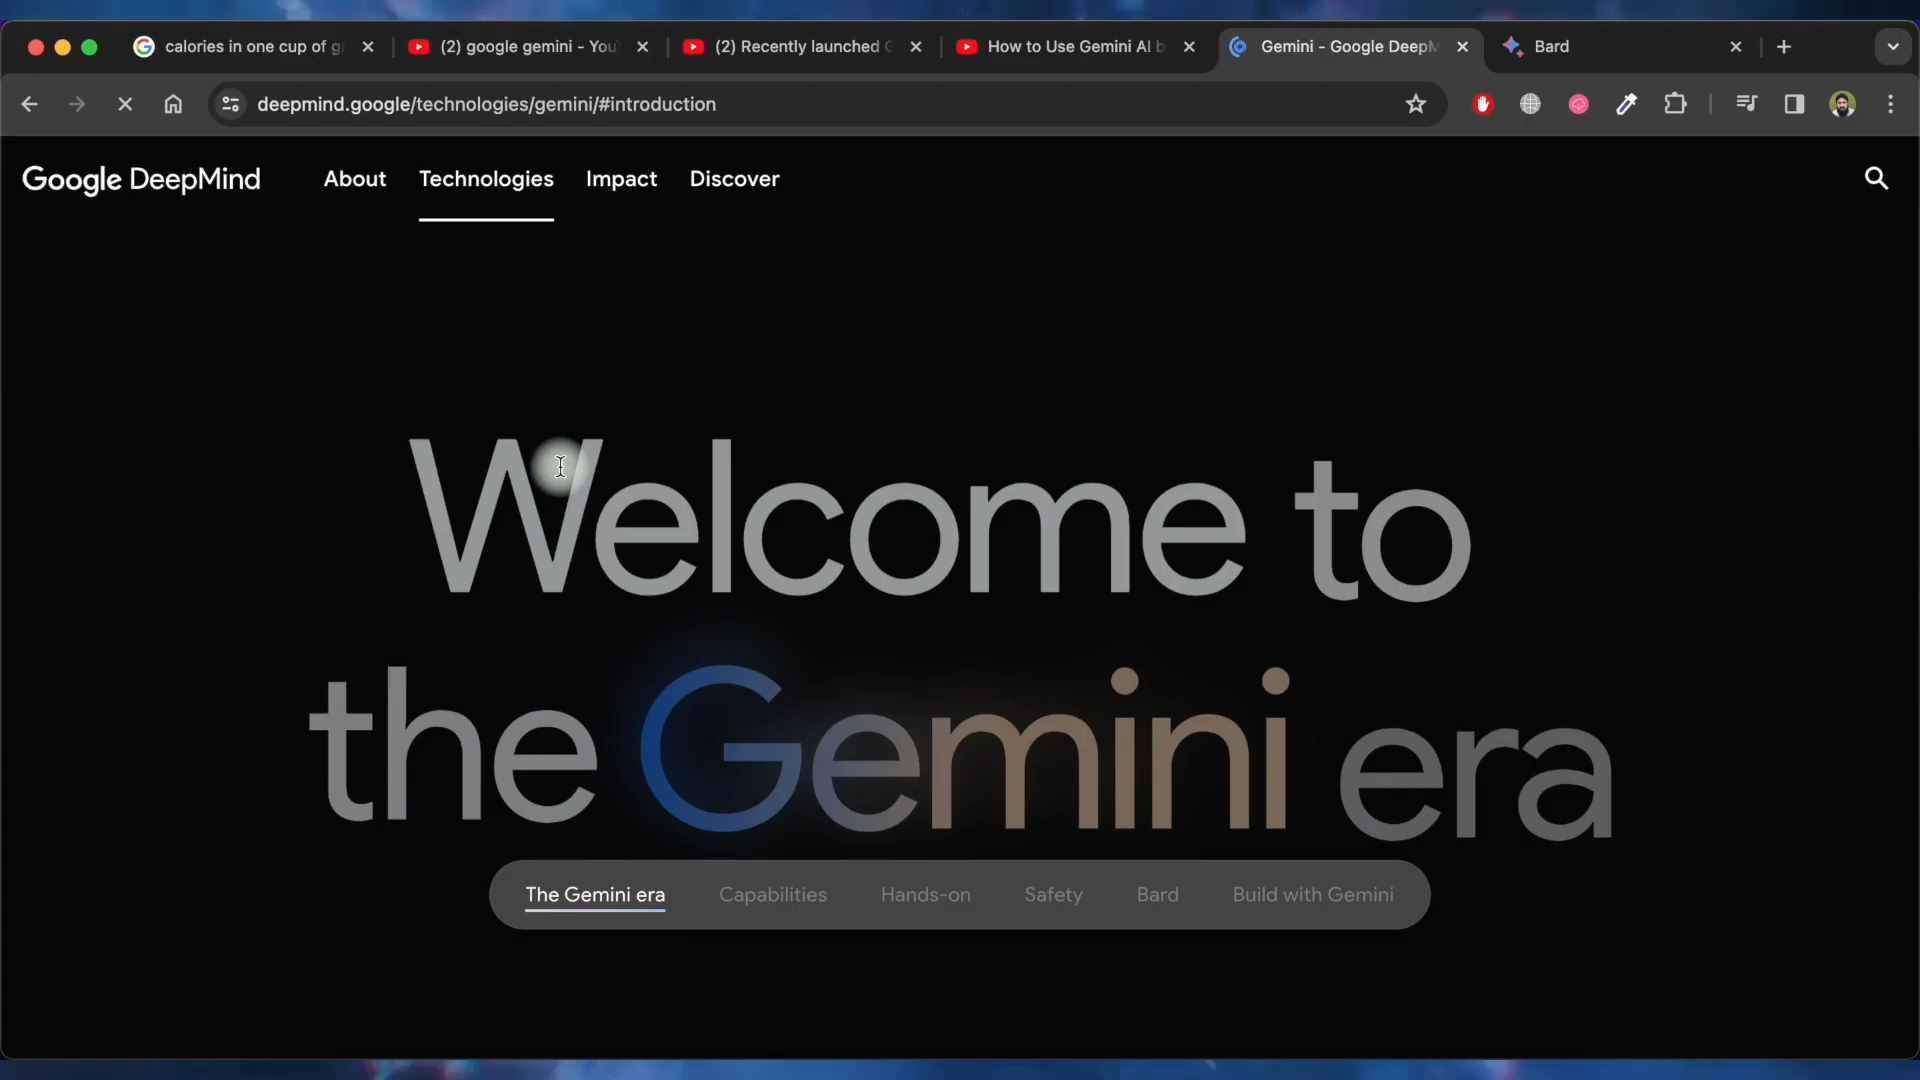 calories in one cup of
(2) google gemini - You
(2) Recently launched
How to Use Gemini AI
Gemini - Google Deep
Bard
deepmind.google/technologies/gemini/#introduction
Google DeepMind
About
Technologies
Impact
Discover
Welcome to
the Gemini era
The Gemini era
Capabilities
Hands-on
Safety
Bard
Build with Gemini